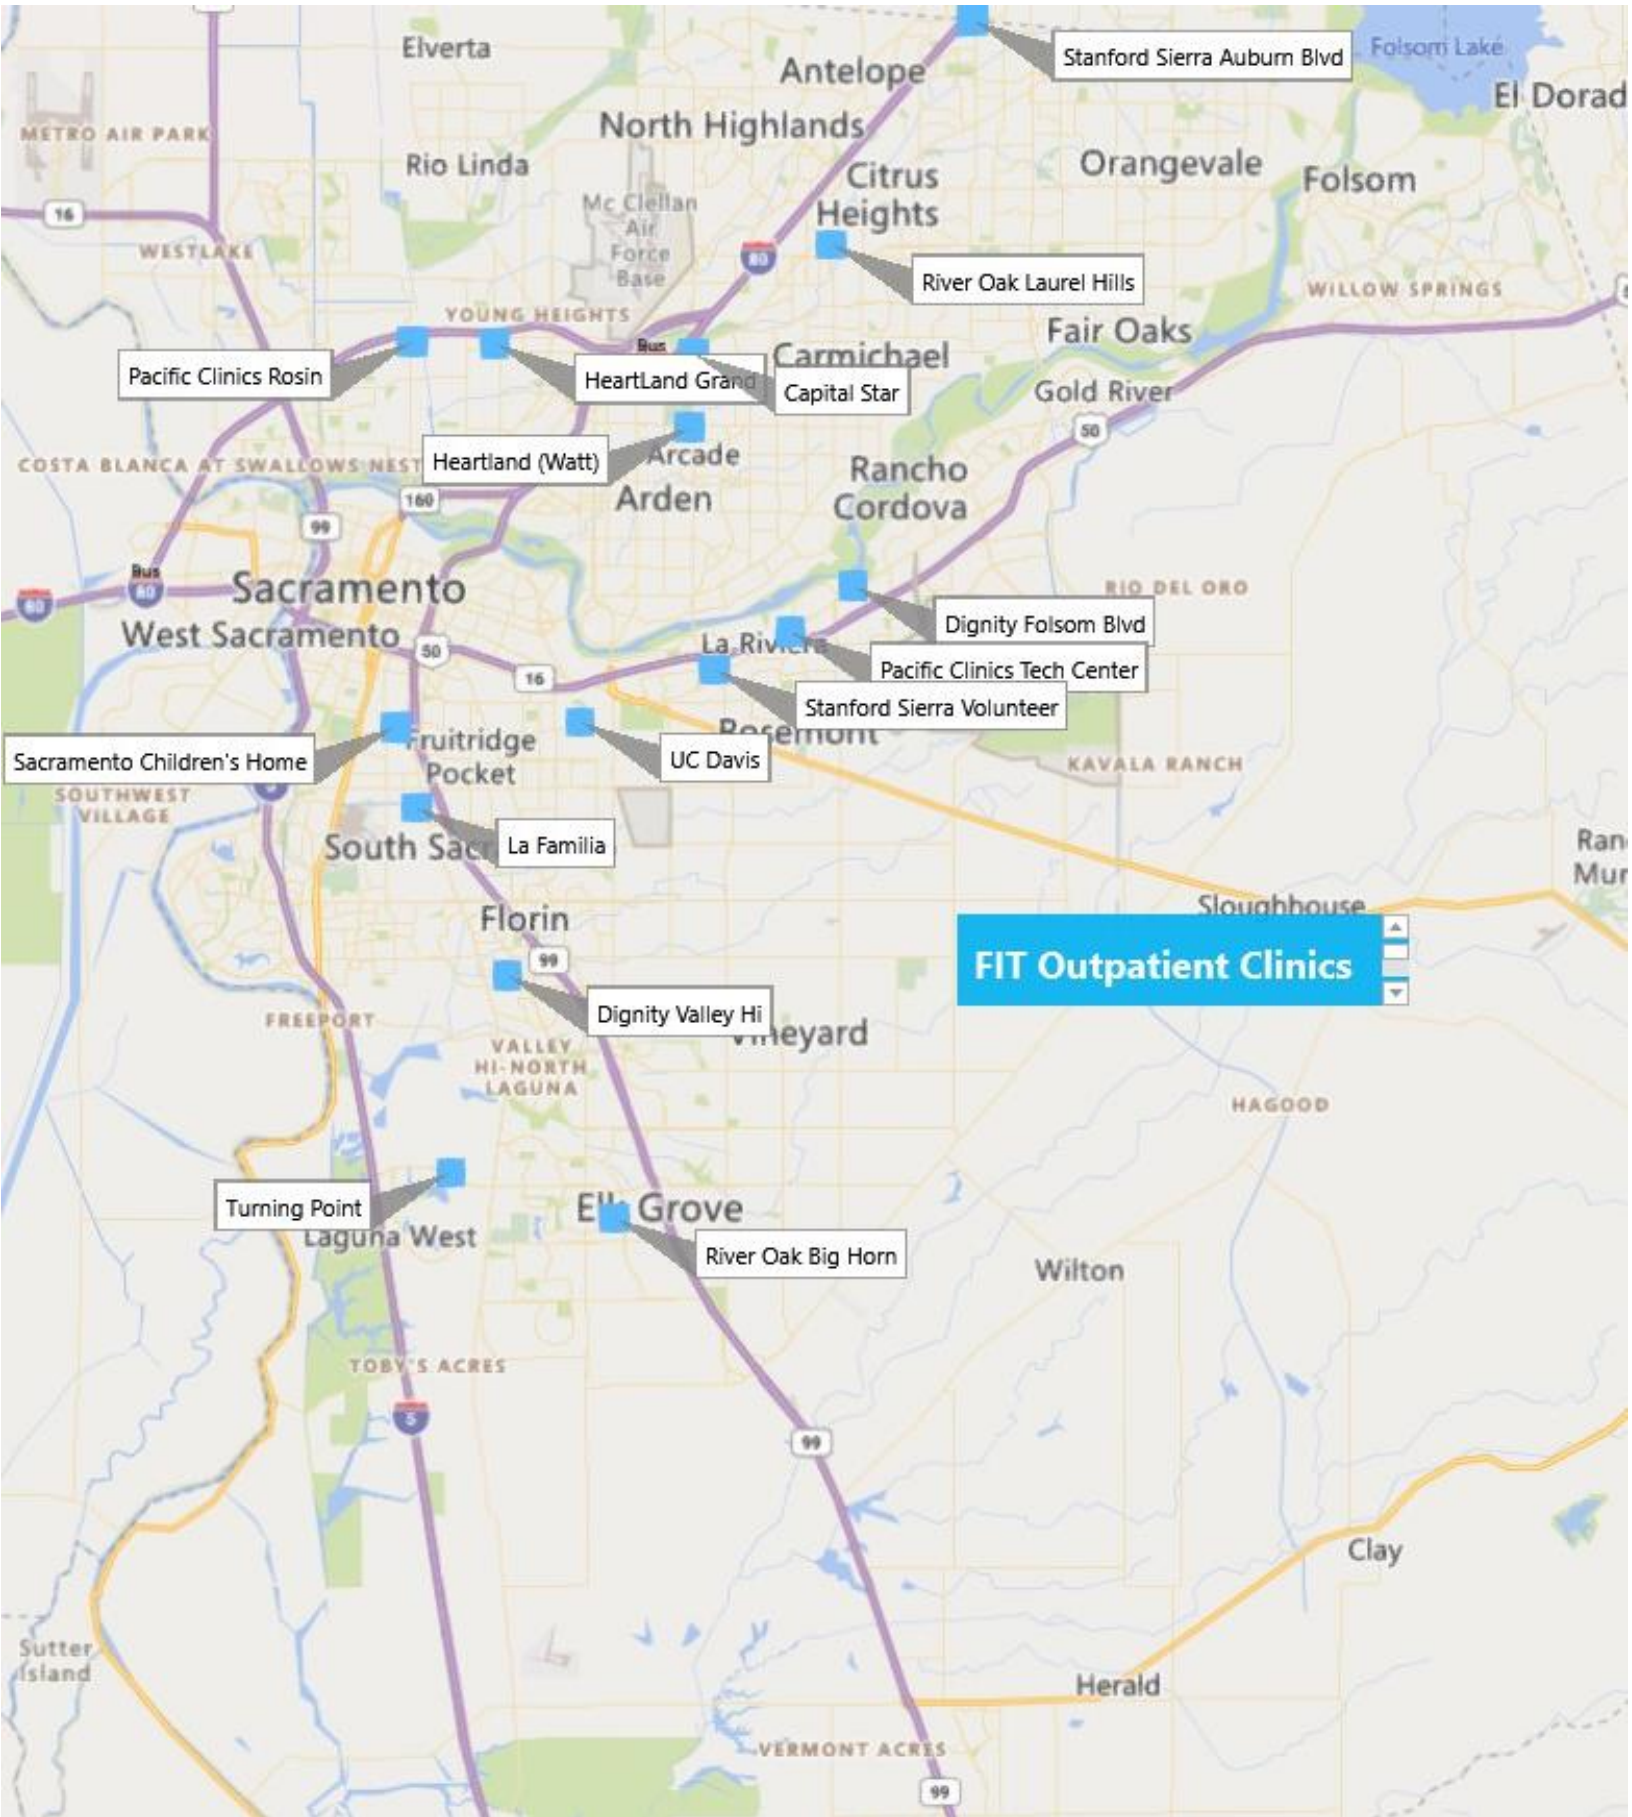 Elverta
Antelope
Stanford Sierra Auburn Blvd
Folsom Lake
El Dorad
North Highlands
METRO AIR PARK
Rio Linda
Citrus
Heights
Orangevale
Folsom
16
Mc Clellan
Air
Force
Base
WESTLAKE
80
River Oak Laurel Hills
WILLOW SPRINGS
YOUNG HEIGHTS
Fair Oaks
Bus
Carmichael
Pacific Clinics Rosin
HeartLand Grand
Capital Star
Gold River
50
Heartland (Watt)
Arcade
COSTA BLANCA AT SWALLOWS NEST
Rancho
Cordova
160
Arden
99
Bus
80
80
Sacramento
RIO DEL ORO
Dignity Folsom Blvd
West Sacramento
50
La Riviera
Pacific Clinics Tech Center
16
Stanford Sierra Volunteer
Rosemont
Fruitridge
Pocket
UC Davis
Sacramento Children's Home
KAVALA RANCH
SOUTHWEST
VILLAGE
South Sacr
La Familia
Ran
Mur
Sloughhouse
Florin
99
FIT Outpatient Clinics
Dignity Valley Hi
FREEPORT
Vineyard
VALLEY
HI-NORTH
LAGUNA
HAGOOD
Turning Point
Laguna West
Elk Grove
River Oak Big Horn
Wilton
TOBY'S ACRES
5
99
Clay
Sutter
Island
Herald
VERMONT ACRES
99